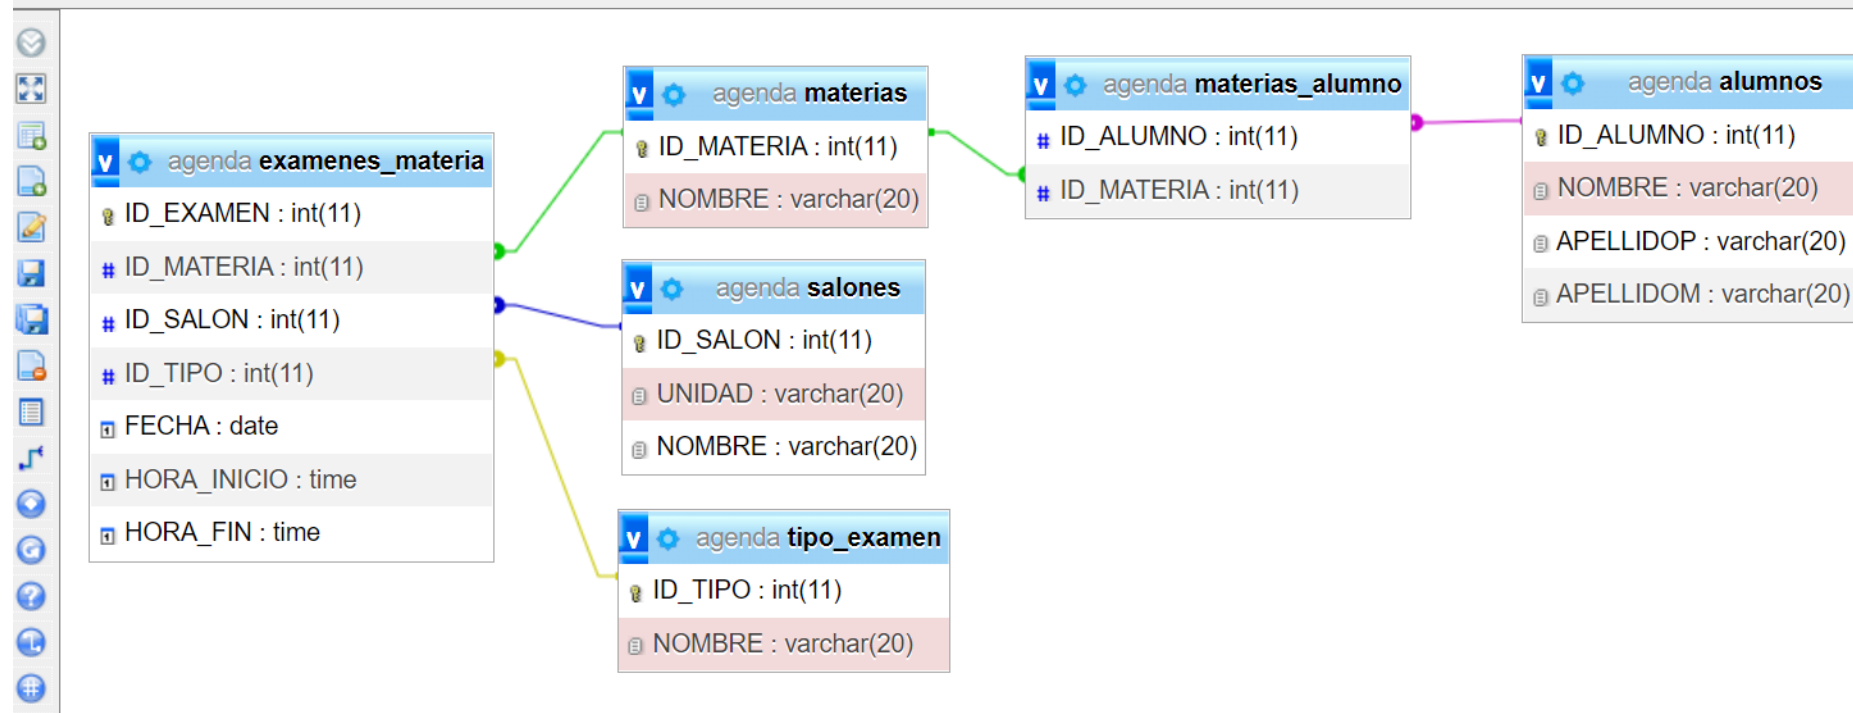 agenda examenes_materia
ID_EXAMEN : int(11)
ID_MATERIA : int(11)
ID_SALON : int(11)
ID_TIPO : int(11)
FECHA : date
HORA_INICIO : time
HORA_FIN : time
agenda materias
ID_MATERIA : int(11)
NOMBRE : varchar(20)
agenda salones
ID_SALON : int(11)
UNIDAD : varchar(20)
NOMBRE : varchar(20)
agenda tipo_examen
ID_TIPO : int(11)
NOMBRE : varchar(20)
agenda materias_alumno
ID_ALUMNO : int(11)
ID_MATERIA : int(11)
agenda alumnos
ID_ALUMNO : int(11)
NOMBRE : varchar(20)
APELLIDOP : varchar(20)
APELLIDOM : varchar(20)